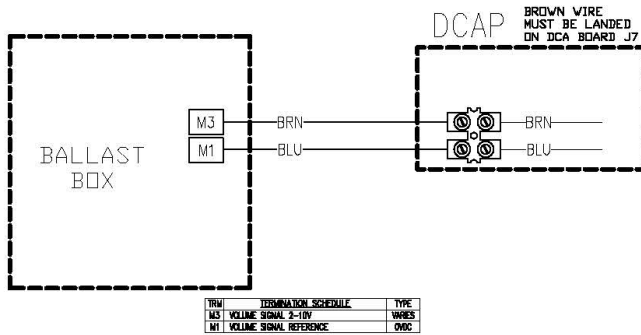 DCAP
BROWN WIRE
MUST BE LANDED
ON DCA BOARD J7
M3 BRN BRN
M1 BLU BLU
BALLAST
BOX
TRM TERMINATION SCHEDULE TYPE
M3 VOLUME SIGNAL 2-10V VARIES
M1 VOLUME SIGNAL REFERENCE 0VDC